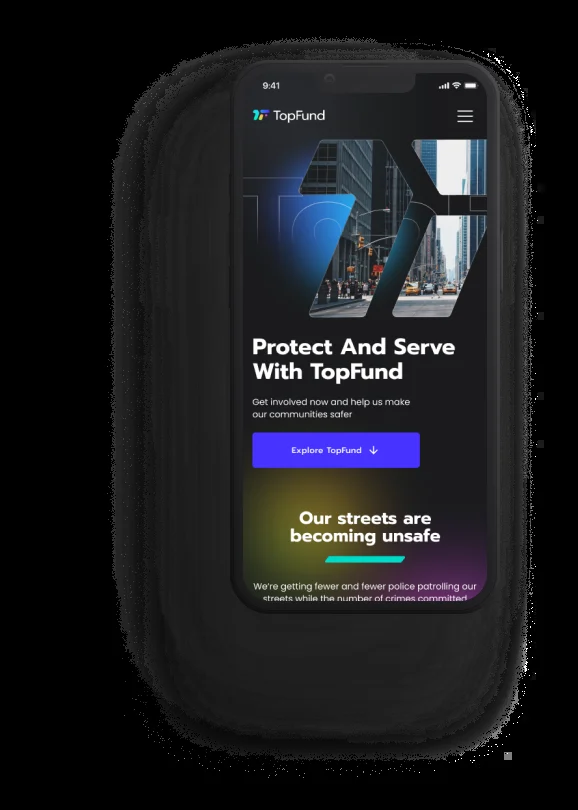 9:41
TopFund
Protect And Serve
With TopFund
Get involved now and help us make
our communities safer
Explore TopFund
Our streets are
becoming unsafe
We're getting fewer and fewer police patrolling our
streets while the number of crimes committed